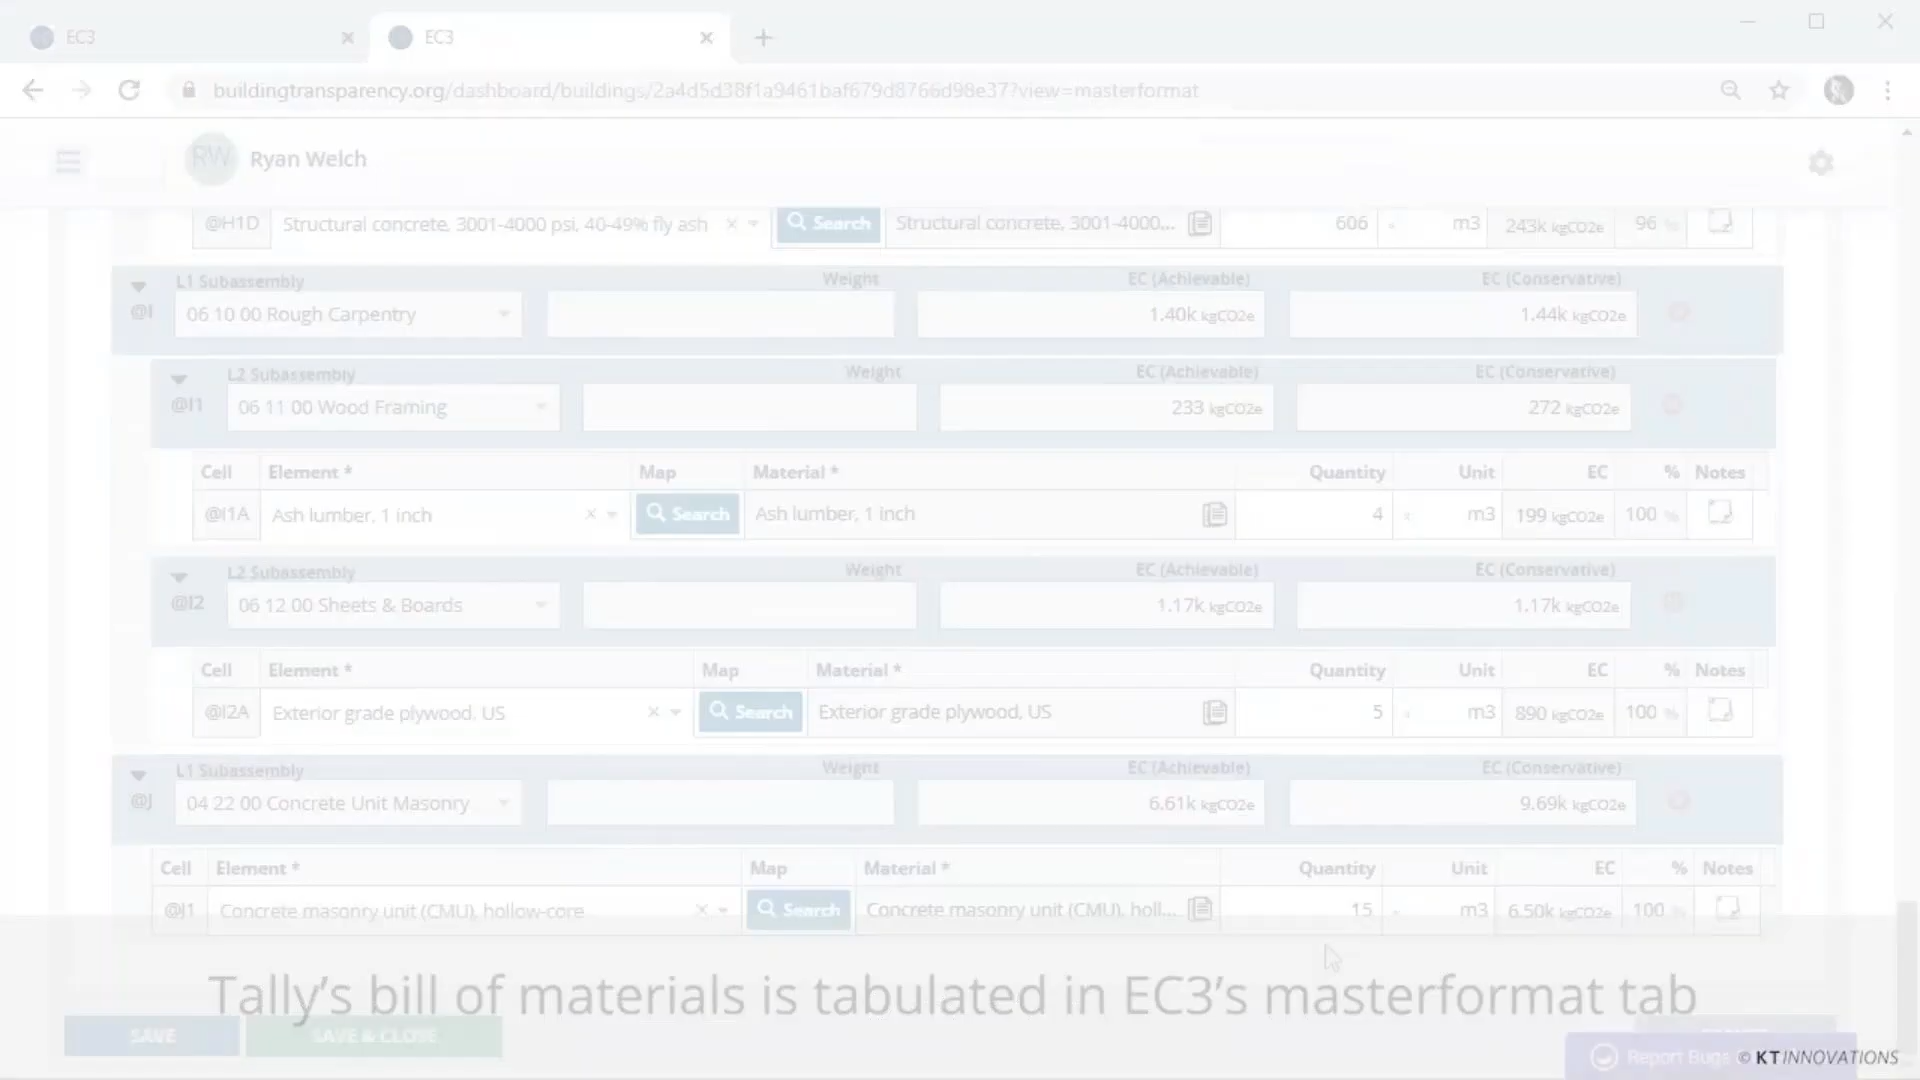 EC3
EC3
buildingtransparency.org/dashboard/buildings/2a4d5d38f1a9461baf679d8766d98e37?view=masterformat
RW Ryan Welch
@H1D Structural concrete, 3001-4000 psi, 40-49% fly ash Search Structural concrete, 3001-4000... 606 m3 243k kgCO2e 96 %
L1 Subassembly Weight EC (Achievable) EC (Conservative)
@I 06 10 00 Rough Carpentry 1.40k kgCO2e 1.44k kgCO2e
L2 Subassembly Weight EC (Achievable) EC (Conservative)
@I1 06 11 00 Wood Framing 233 kgCO2e 272 kgCO2e
Cell Element * Map Material * Quantity Unit EC % Notes
@I1A Ash lumber, 1 inch Search Ash lumber, 1 inch 4 m3 199 kgCO2e 100 %
L2 Subassembly Weight EC (Achievable) EC (Conservative)
@I2 06 12 00 Sheets & Boards 1.17k kgCO2e 1.17k kgCO2e
Cell Element * Map Material * Quantity Unit EC % Notes
@I2A Exterior grade plywood, US Search Exterior grade plywood, US 5 m3 890 kgCO2e 100 %
L1 Subassembly Weight EC (Achievable) EC (Conservative)
@J 04 22 00 Concrete Unit Masonry 6.61k kgCO2e 9.69k kgCO2e
Cell Element * Map Material * Quantity Unit EC % Notes
@J1 Concrete masonry unit (CMU), hollow-core Search Concrete masonry unit (CMU), holl... 15 m3 6.50k kgCO2e 100 %
Tally's bill of materials is tabulated in EC3's masterformat tab
SAVE SAVE & CLOSE
Report Bugs © KTINNOVATIONS